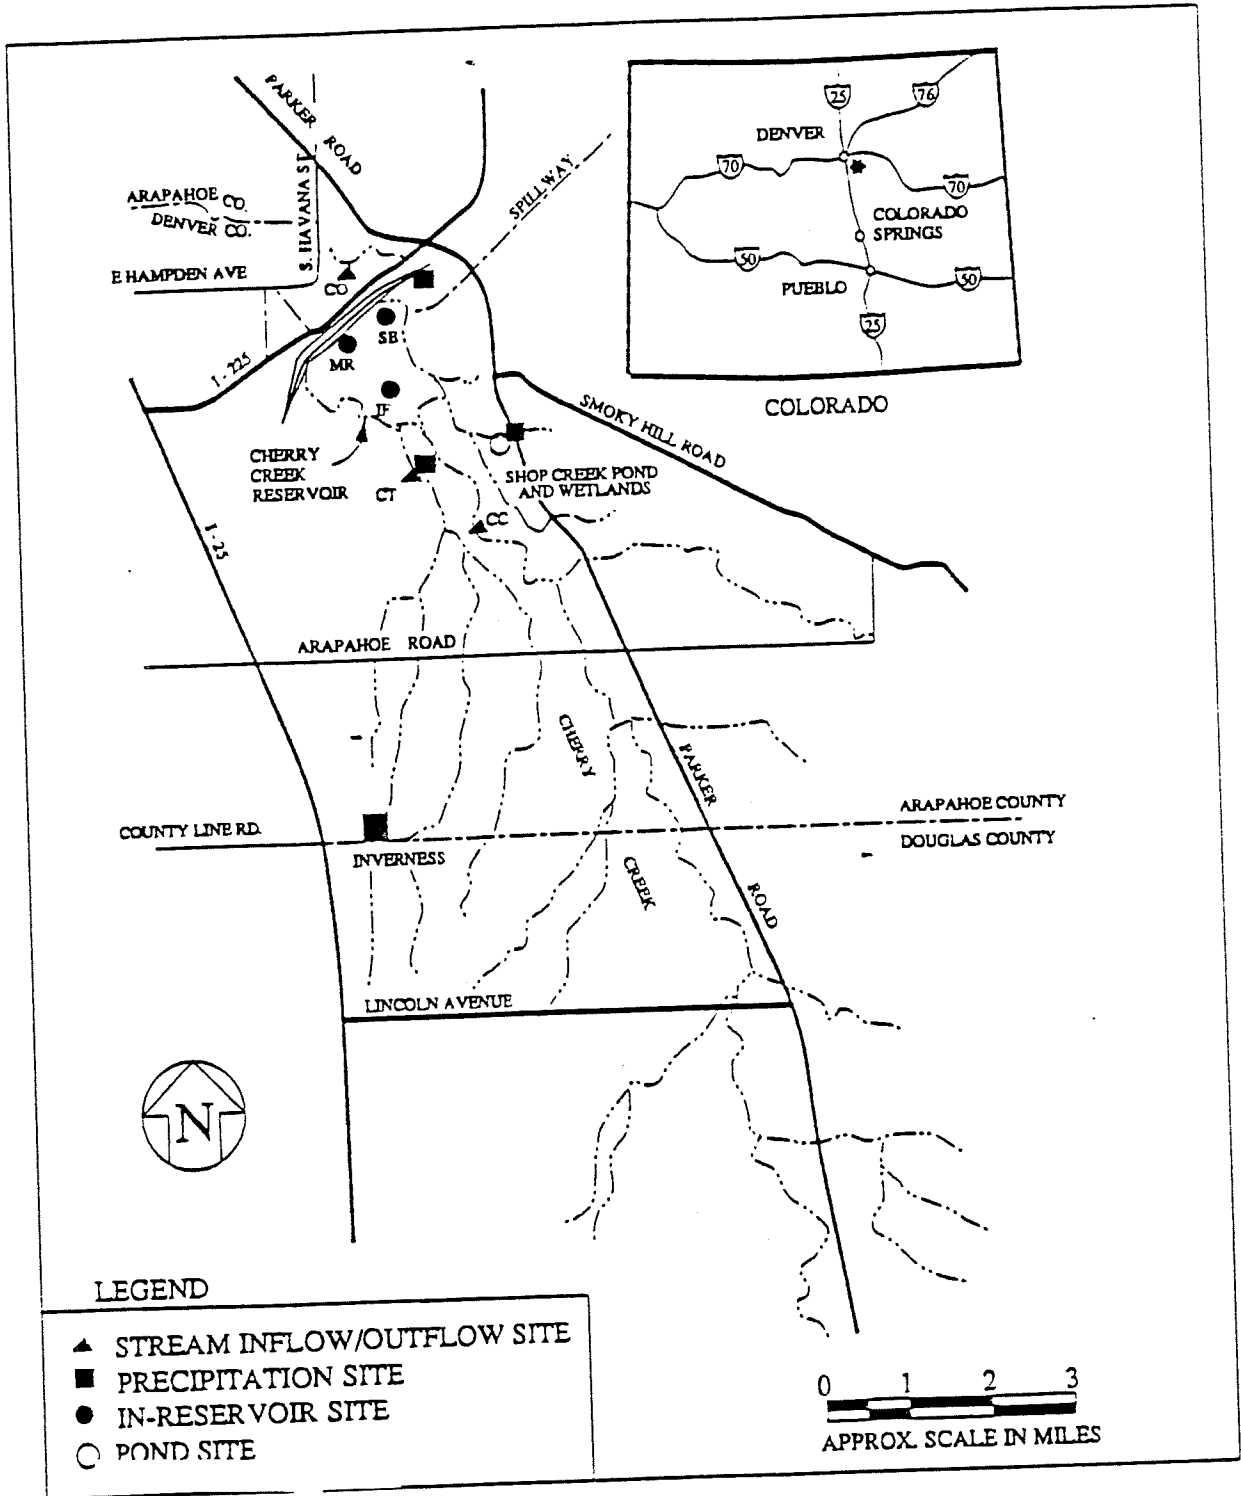 PARKER ROAD
S. HAVANA ST.
ARAPAHOE CO.
DENVER CO.
E HAMPDEN AVE
SPILLWAY
CO
SB
MR
IF
I - 225
CHERRY
CREEK
RESERVOIR
CT
CC
SHOP CREEK POND
AND WETLANDS
SMOKY HILL ROAD
I - 25
ARAPAHOE ROAD
CHERRY
CREEK
PARKER
ROAD
COUNTY LINE RD.
INVERNESS
ARAPAHOE COUNTY
DOUGLAS COUNTY
LINCOLN AVENUE
N
25
76
DENVER
70
70
COLORADO
SPRINGS
50
PUEBLO
50
25
COLORADO
LEGEND
STREAM INFLOW/OUTFLOW SITE
PRECIPITATION SITE
IN-RESERVOIR SITE
POND SITE
0 1 2 3
APPROX. SCALE IN MILES